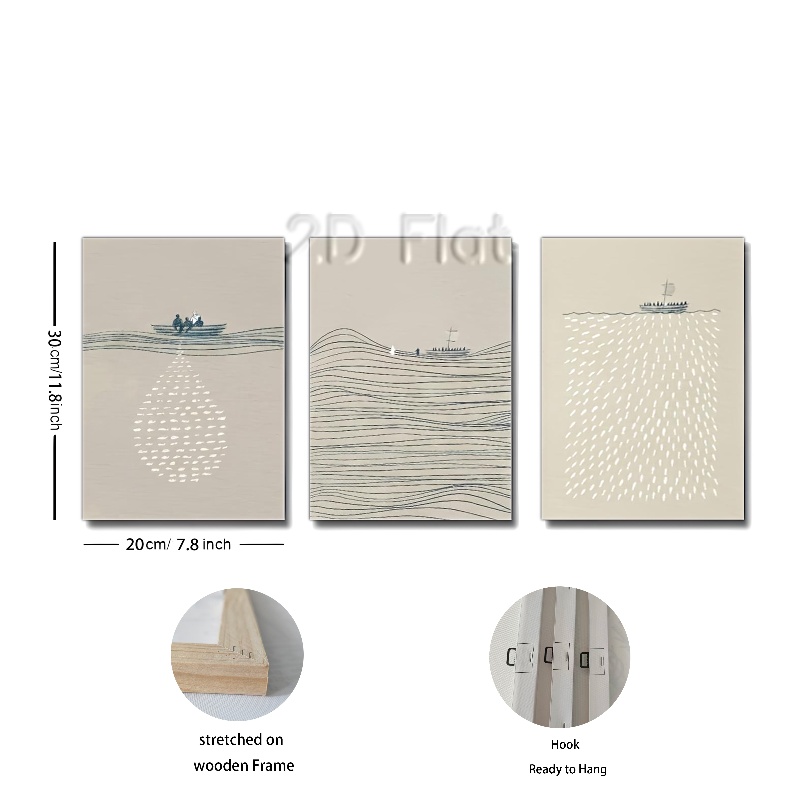 2D Flat
30cm/11.8inch
20cm/ 7.8 inch
stretched on
wooden Frame
Hook
Ready to Hang